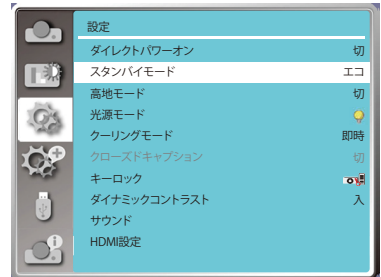 設定
ダイレクトパワーオン 切
スタンバイモード エコ
高地モード 切
光源モード
クーリングモード 即時
クローズドキャプション 切
キーロック
ダイナミックコントラスト 入
サウンド
HDMI設定